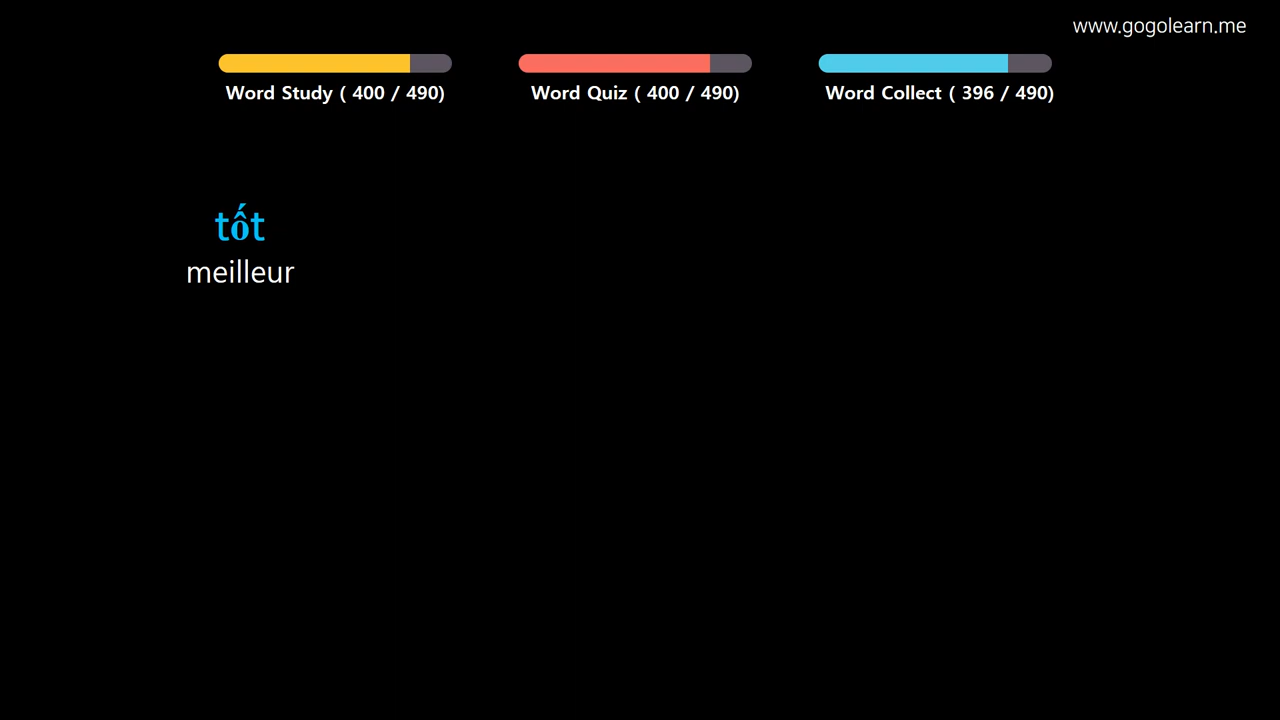 www.gogolearn.me
Word Study ( 400 / 490)
Word Quiz ( 400 / 490)
Word Collect ( 396 / 490)
tốt
meilleur